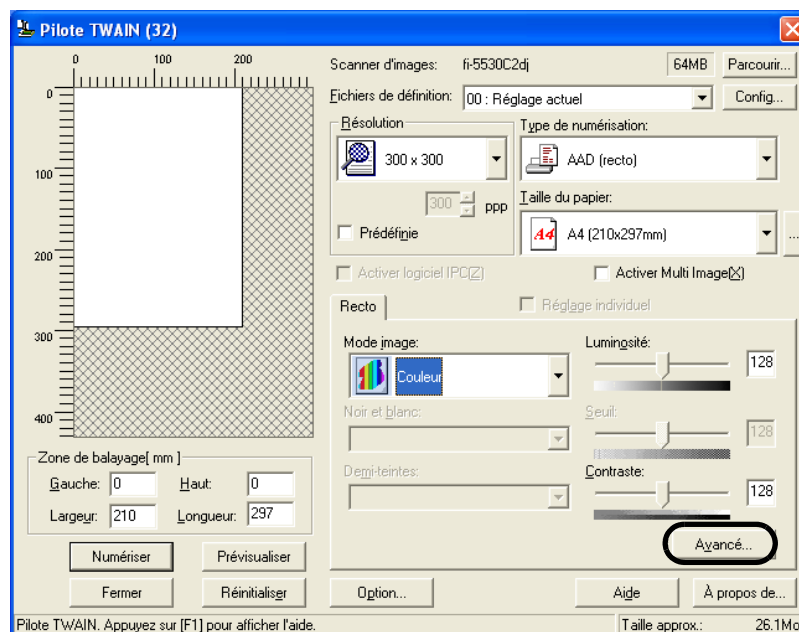 Pilote TWAIN (32)
0 100 200
0
100
200
300
400
Scanner d'images: fi-5530C2dj 64MB Parcourir...
Fichiers de définition: 00 : Réglage actuel Config...
Résolution
300 x 300
300 ppp
Prédéfinie
Type de numérisation:
AAD (recto)
Taille du papier:
A4 A4 (210x297mm) ...
Activer logiciel IPC(Z) Activer Multi Image(X)
Recto Réglage individuel
Mode image:
Couleur
Noir et blanc:
Demi-teintes:
Luminosité:
128
Seuil:
128
Contraste:
128
Avancé...
Zone de balayage[ mm ]
Gauche: 0 Haut: 0
Largeur: 210 Longueur: 297
Numériser Prévisualiser
Fermer Réinitialiser Option... Aide À propos de...
Pilote TWAIN. Appuyez sur [F1] pour afficher l'aide. Taille approx.: 26.1Mo